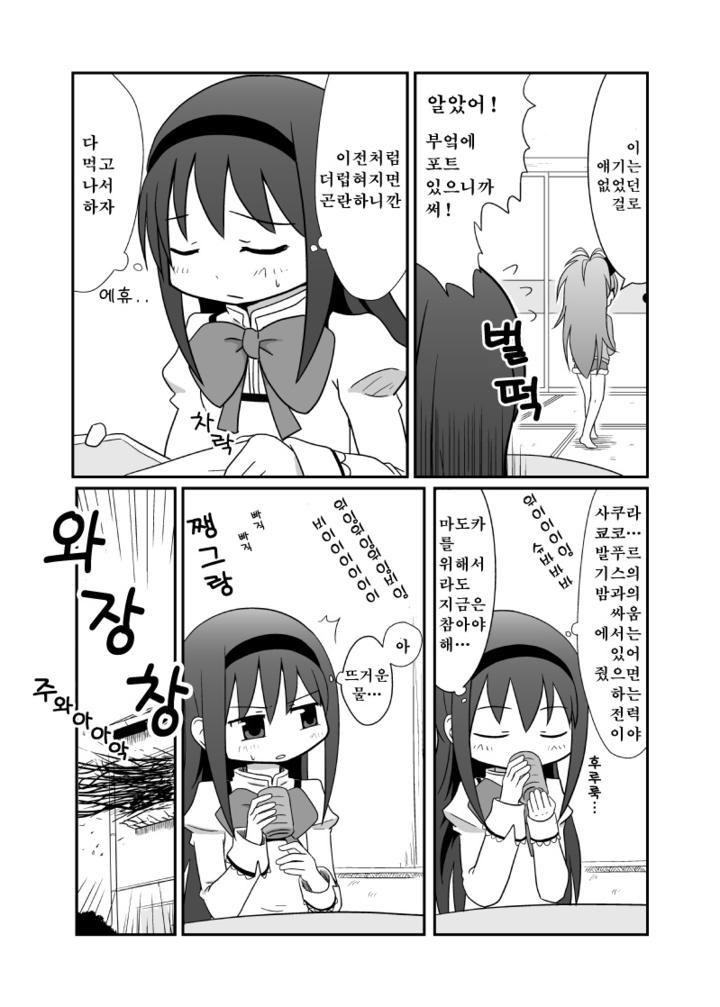 이
얘기는
없었던
걸로
알았어!
부엌에
포트
있으니까
써!
벌떡
이전처럼
더럽혀지면
곤란하니깐
다
먹고
나서
하자
에휴..
차락
사쿠라
쿄코…
발푸르
기스의
밤과의
싸움
에서는
있어
줬으면
하는
전력
이야
혀이이이잉
슈바바바
마도카
를
위해서
라도
지금은
참아야
해…
후루룩…
혀잉혀잉혀잉비잉
비이이이이이이
아
뜨거운
물…
빠직
빠직
쨍그랑
와장창
주와아아악